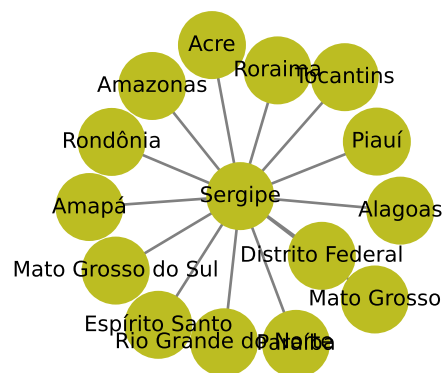 Acre
Roraima
Tocantins
Amazonas
Rondônia
Piauí
Sergipe
Amapá
Alagoas
Distrito Federal
Mato Grosso do Sul
Mato Grosso
Espírito Santo
Rio Grande do Norte
Paraíba